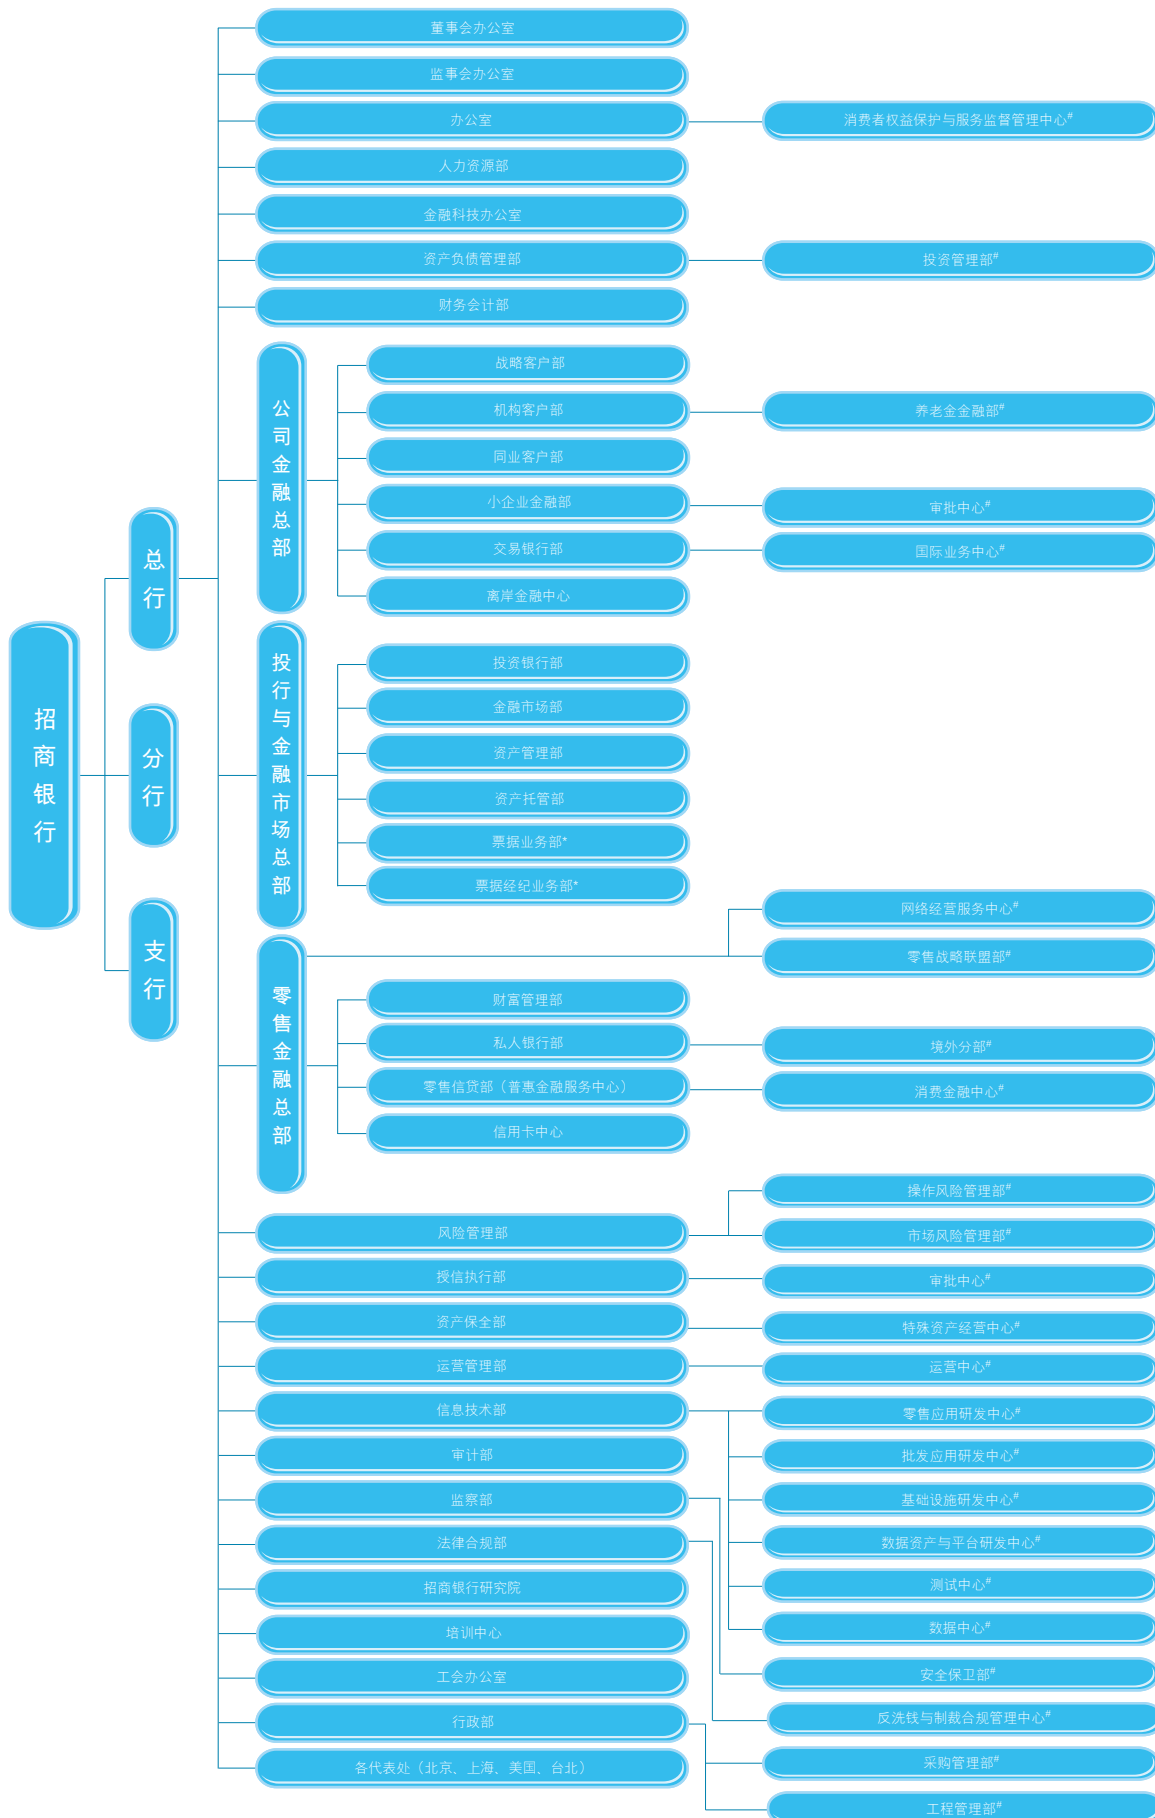 招商银行
总行
分行
支行
董事会办公室
监事会办公室
办公室
消费者权益保护与服务监督管理中心#
人力资源部
金融科技办公室
资产负债管理部
投资管理部#
财务会计部
公司金融总部
战略客户部
机构客户部
养老金金融部#
同业客户部
小企业金融部
审批中心#
交易银行部
国际业务中心#
离岸金融中心
投行与金融市场总部
投资银行部
金融市场部
资产管理部
资产托管部
票据业务部*
票据经纪业务部*
零售金融总部
网络经营服务中心#
零售战略联盟部#
财富管理部
私人银行部
境外分部#
零售信贷部（普惠金融服务中心）
消费金融中心#
信用卡中心
风险管理部
操作风险管理部#
市场风险管理部#
授信执行部
审批中心#
资产保全部
特殊资产经营中心#
运营管理部
运营中心#
信息技术部
零售应用研发中心#
批发应用研发中心#
基础设施研发中心#
数据资产与平台研发中心#
测试中心#
数据中心#
审计部
监察部
安全保卫部#
法律合规部
反洗钱与制裁合规管理中心#
招商银行研究院
培训中心
工会办公室
行政部
采购管理部#
工程管理部#
各代表处（北京、上海、美国、台北）